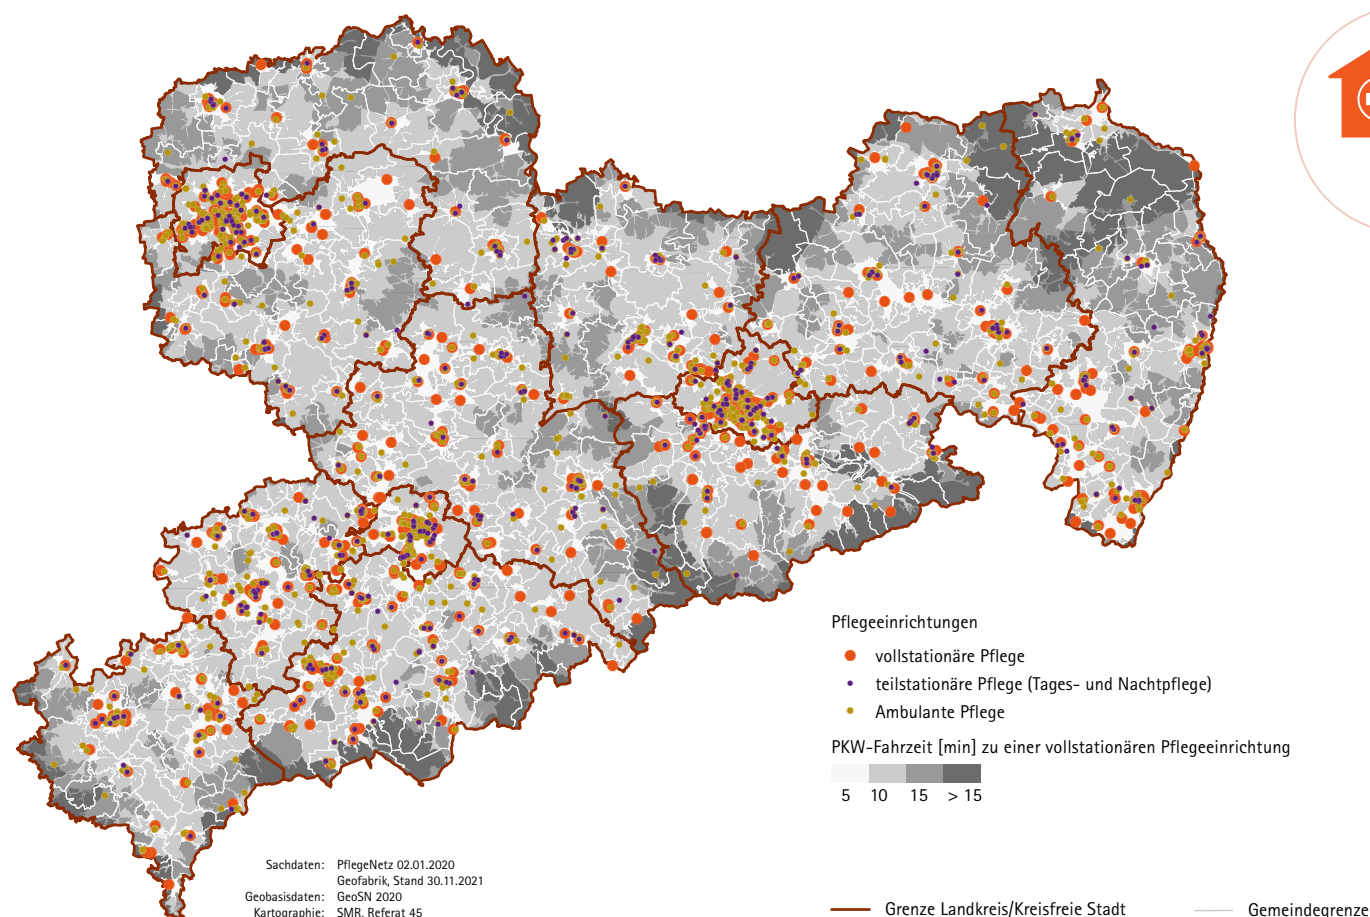 Pflegeeinrichtungen
vollstationäre Pflege
teilstationäre Pflege (Tages- und Nachtpflege)
Ambulante Pflege
PKW-Fahrzeit [min] zu einer vollstationären Pflegeeinrichtung
5 10 15 > 15
Sachdaten: PflegeNetz 02.01.2020
Geofabrik, Stand 30.11.2021
Geobasisdaten: GeoSN 2020
Kartographie: SMR, Referat 45
Grenze Landkreis/Kreisfreie Stadt
Gemeindegrenze